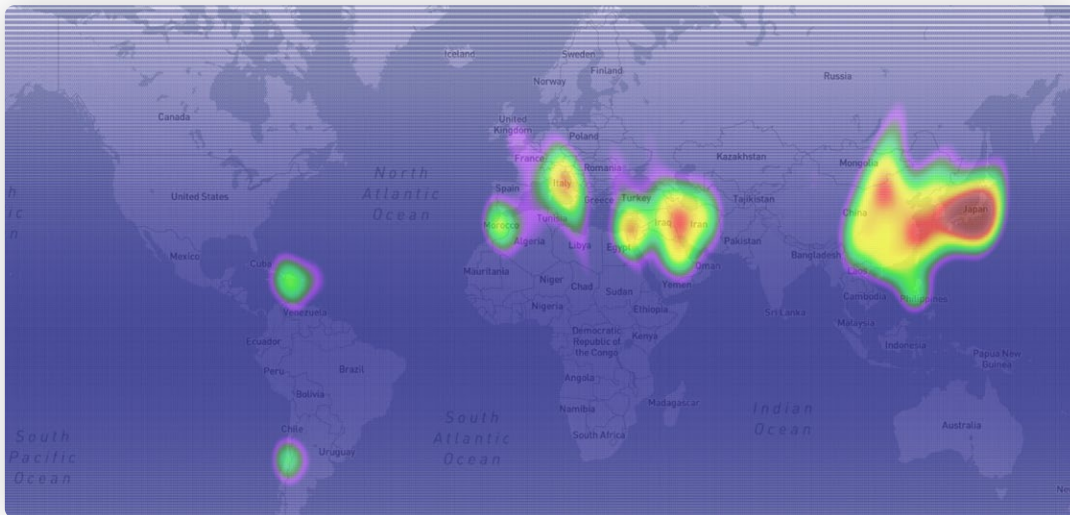 Iceland
Sweden
Finland
Norway
Russia
Canada
United
Kingdom
Poland
France
Romania
Kazakhstan
Mongolia
North
Atlantic
Ocean
Italy
Spain
United States
Greece
Turkey
Tajikistan
China
Japan
Morocco
Tunisia
Iraq
Iran
Algeria
Libya
Egypt
Pakistan
Mexico
Cuba
Bangladesh
Mauritania
Oman
Laos
Niger
Chad
Sudan
Yemen
Cambodia
Philippines
Venezuela
Nigeria
Ethiopia
Sri Lanka
Malaysia
Ecuador
Democratic
Republic of
the Congo
Kenya
Indonesia
Peru
Brazil
Papua New
Guinea
Bolivia
Angola
Madagascar
Namibia
Indian
Ocean
Chile
South
Atlantic
Ocean
Australia
South Africa
Uruguay
South
Pacific
Ocean